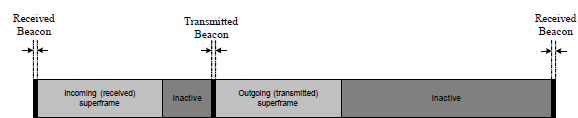 Received
Beacon
Transmitted
Beacon
Received
Beacon
Incoming (received)
superframe
Inactive
Outgoing (transmitted)
superframe
Inactive